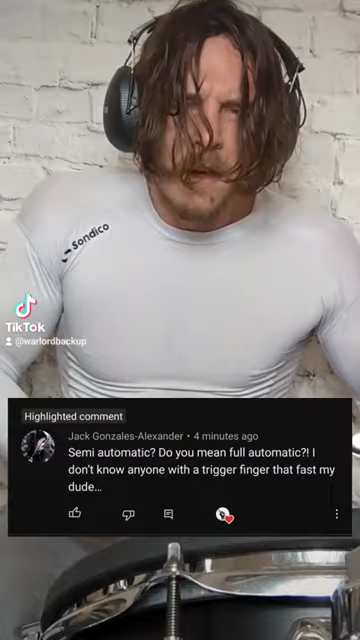 Sondico
TikTok
@warlordbackup
Highlighted comment
Jack Gonzales-Alexander • 4 minutes ago
Semi automatic? Do you mean full automatic?! I
don't know anyone with a trigger finger that fast my
dude...